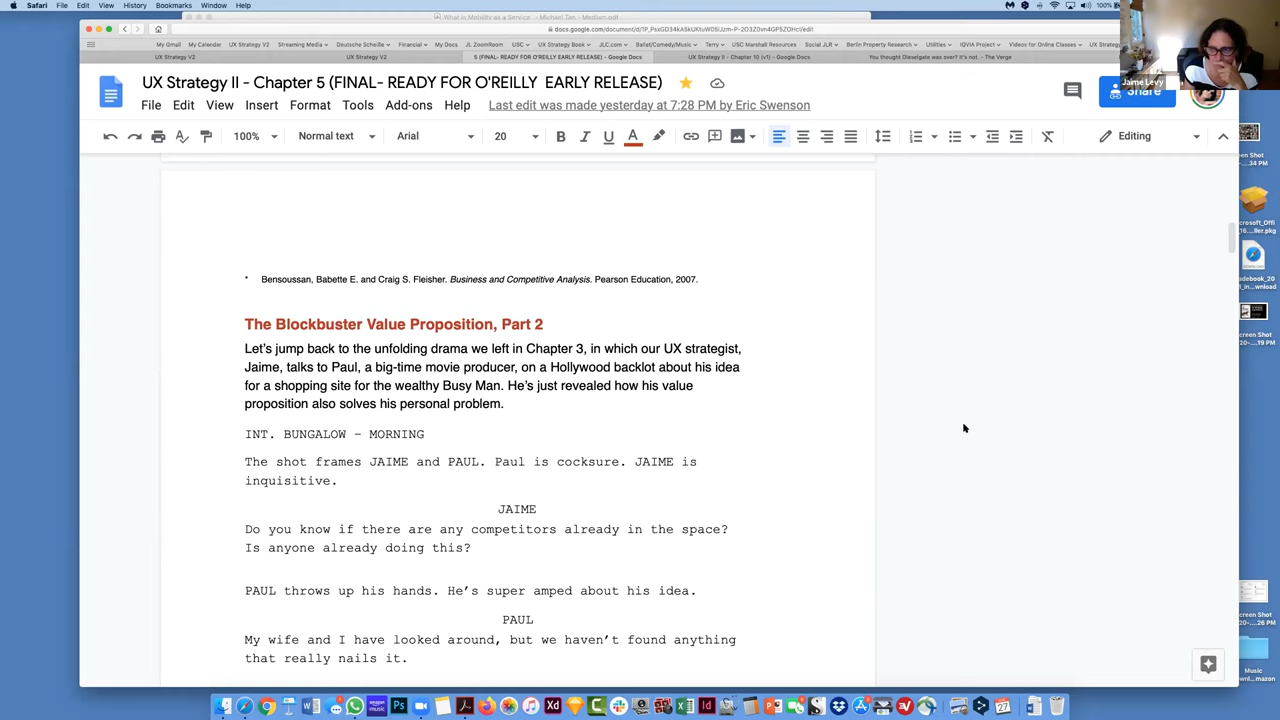 Safari File Edit View History Bookmarks Window Help 100%
What is Mobility as a Service - Michael Tan - Medium.pdf
docs.google.com
My Gmail My Calendar UX Strategy V2 Streaming Media Deutsche Scheiße Financial My Docs JL ZoomRoom USC UX Strategy Book JLC.com Ballet/Comedy/Music Terry USC Marshall Resources Social JLR Berlin Property Research Utilities IQVIA Project Videos for Online Classes
UX Strategy V2 UX Strategy V2 5 (FINAL- READY FOR O'REILLY EARLY RELEASE) - Google Docs UX Strategy II - Chapter 10 (v1) - Google Docs You thought Dieselgate was over? It's not. - The Verge
Jaime Levy
UX Strategy II - Chapter 5 (FINAL- READY FOR O'REILLY EARLY RELEASE)
Share
File Edit View Insert Format Tools Add-ons Help Last edit was made yesterday at 7:28 PM by Eric Swenson
100% Normal text Arial 20 B I U A Editing
* Bensoussan, Babette E. and Craig S. Fleisher. Business and Competitive Analysis. Pearson Education, 2007.
The Blockbuster Value Proposition, Part 2
Let's jump back to the unfolding drama we left in Chapter 3, in which our UX strategist,
Jaime, talks to Paul, a big-time movie producer, on a Hollywood backlot about his idea
for a shopping site for the wealthy Busy Man. He's just revealed how his value
proposition also solves his personal problem.
INT. BUNGALOW – MORNING
The shot frames JAIME and PAUL. Paul is cocksure. JAIME is
inquisitive.
JAIME
Do you know if there are any competitors already in the space?
Is anyone already doing this?
PAUL throws up his hands. He's super amped about his idea.
PAUL
My wife and I have looked around, but we haven't found anything
that really nails it.
Music